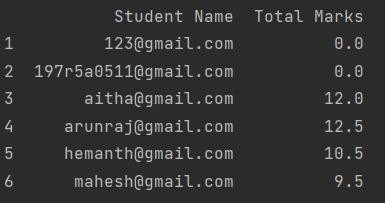 Student Name Total Marks
1 123@gmail.com 0.0
2 197r5a0511@gmail.com 0.0
3 aitha@gmail.com 12.0
4 arunraj@gmail.com 12.5
5 hemanth@gmail.com 10.5
6 mahesh@gmail.com 9.5